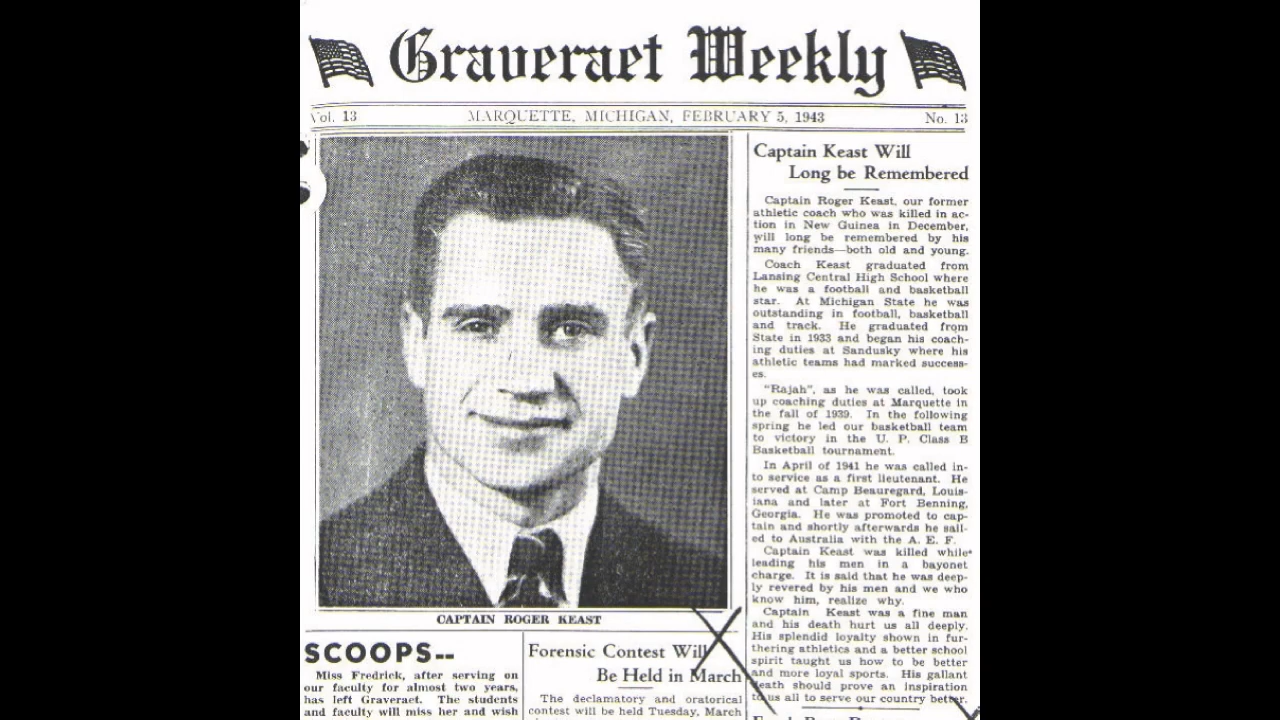 Graveraet Weekly
Vol. 13
MARQUETTE, MICHIGAN, FEBRUARY 5, 1943
No. 13
CAPTAIN ROGER KEAST
Captain Keast Will
Long be Remembered
Captain Roger Keast, our former
athletic coach who was killed in ac-
tion in New Guinea in December,
will long be remembered by his
many friends—both old and young.
Coach Keast graduated from
Lansing Central High School where
he was a football and basketball
star. At Michigan State he was
outstanding in football, basketball
and track. He graduated from
State in 1933 and began his coach-
ing duties at Sandusky where his
athletic teams had marked success-
es.
"Rajah", as he was called, took
up coaching duties at Marquette in
the fall of 1939. In the following
spring he led our basketball team
to victory in the U. P. Class B
Basketball tournament.
In April of 1941 he was called in-
to service as a first lieutenant. He
served at Camp Beauregard, Louis-
iana and later at Fort Benning,
Georgia. He was promoted to cap-
tain and shortly afterwards he sail-
ed to Australia with the A. E. F.
Captain Keast was killed while
leading his men in a bayonet
charge. It is said that he was deep-
ly revered by his men and we who
know him, realize why.
Captain Keast was a fine man
and his death hurt us all deeply.
His splendid loyalty shown in fur-
thering athletics and a better school
spirit taught us how to be better
and more loyal sports. His gallant
death should prove an inspiration
to us all to serve our country better.
SCOOPS--
Miss Fredrick, after serving on
our faculty for almost two years,
has left Graveraet. The students
and faculty will miss her and wish
Forensic Contest Will
Be Held in March
The declamatory and oratorical
contest will be held Tuesday, March